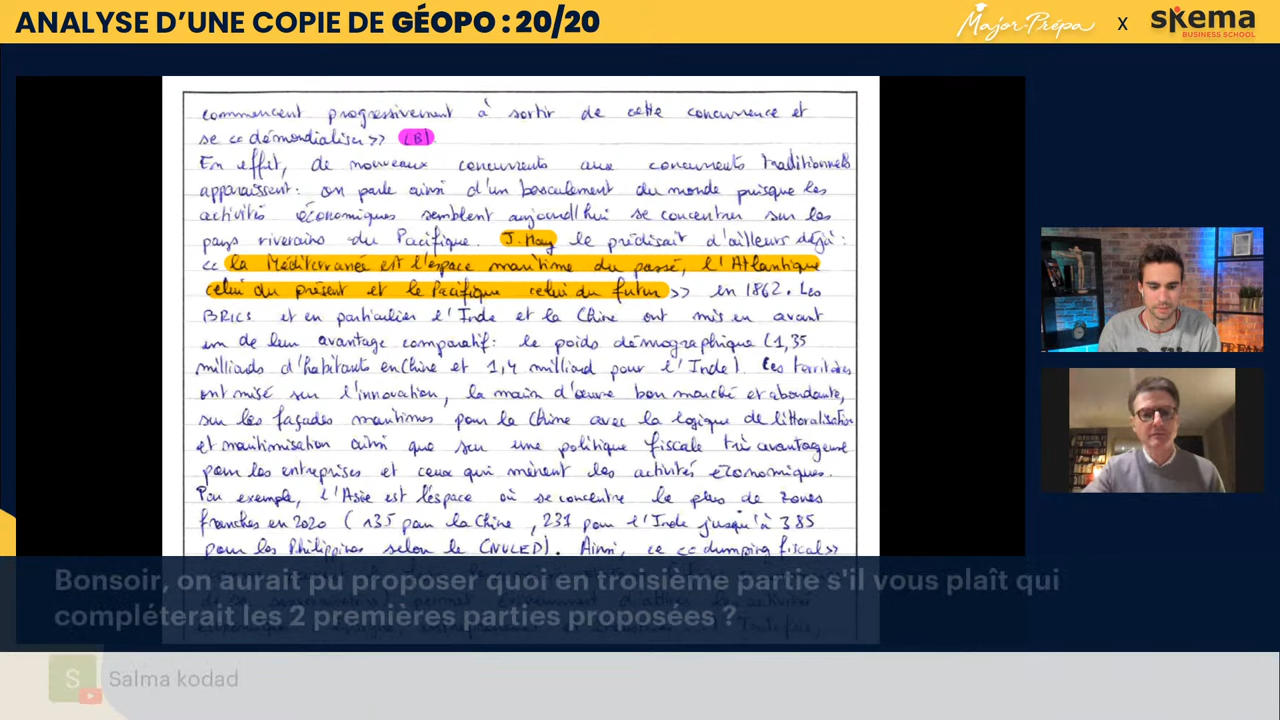 ANALYSE D'UNE COPIE DE GÉOPO : 20/20
Major-Prépa x skema
BUSINESS SCHOOL
commencent progressivement à sortir de cette concurrence et
se << démondialiser >> (B)
En effet, de nouveaux concurrents aux concurrents traditionnels
apparaissent : on parle ainsi d'un basculement du monde puisque les
activités économiques semblent aujourd'hui se concentrer sur les
pays riverains du Pacifique. J. Hay le prédisait d'ailleurs déjà :
<< la Méditerranée est l'espace maritime du passé, l'Atlantique
celui du présent et le Pacifique celui du futur >> en 1862. Les
BRICS et en particulier l'Inde et la Chine ont mis en avant
un de leur avantage comparatif : le poids démographique (1,35
milliards d'habitants en Chine et 1,4 milliard pour l'Inde). Ces territoires
ont misé sur l'innovation, la main d'œuvre bon marché et abondante,
sur les façades maritimes pour la Chine avec la logique de littoralisation
et maritimisation ainsi que sur une politique fiscale très avantageuse
pour les entreprises et ceux qui mènent les activités économiques.
Par exemple, l'Asie est l'espace où se concentre le plus de zones
franches en 2020 (135 pour la Chine, 231 pour l'Inde jusqu'à 385
pour les Philippines selon le CNUCED). Ainsi, ce << dumping fiscal >>
Bonsoir, on aurait pu proposer quoi en troisième partie s'il vous plaît qui
compléterait les 2 premières parties proposées ?
S Salma kodad